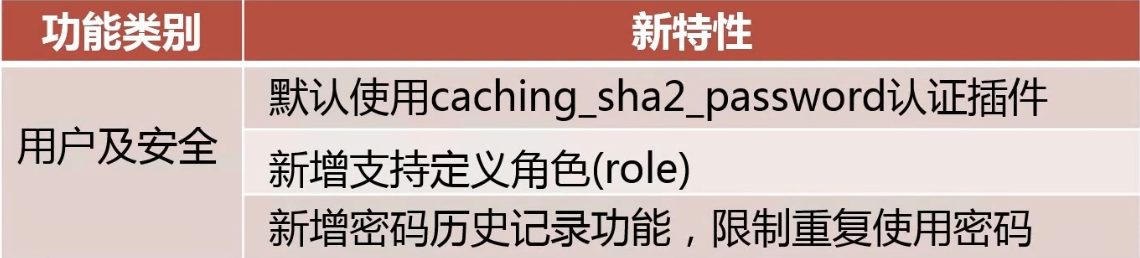 功能类别 新特性
默认使用caching_sha2_password认证插件
用户及安全
新增支持定义角色(role)
新增密码历史记录功能，限制重复使用密码